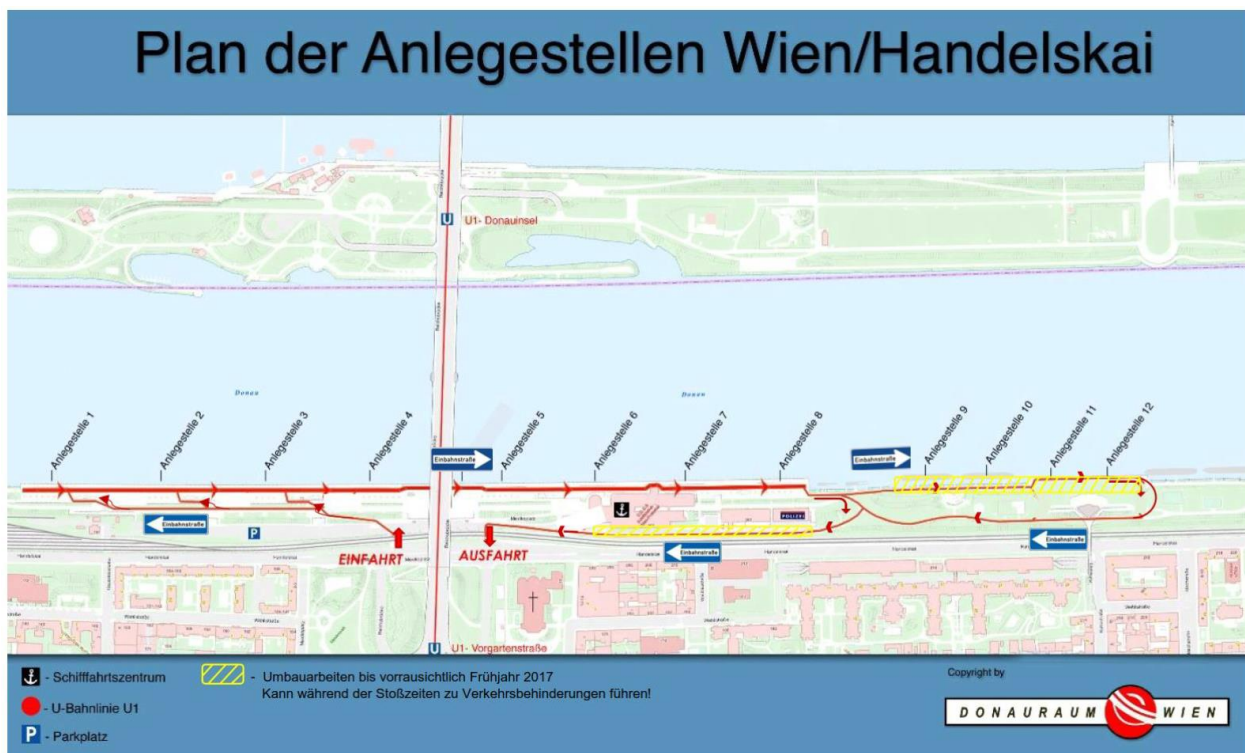 Plan der Anlegestellen Wien/Handelskai
U1- Donauinsel
Donau
Donau
Anlegestelle 1
Anlegestelle 2
Anlegestelle 3
Anlegestelle 4
Anlegestelle 5
Anlegestelle 6
Anlegestelle 7
Anlegestelle 8
Anlegestelle 9
Anlegestelle 10
Anlegestelle 11
Anlegestelle 12
Einbahnstraße
Einbahnstraße
Einbahnstraße
P
POLIZEI
EINFAHRT
AUSFAHRT
Einbahnstraße
Einbahnstraße
U
U
U1- Vorgartenstraße
- Schifffahrtszentrum
- U-Bahnlinie U1
P - Parkplatz
- Umbauarbeiten bis vorrausichtlich Frühjahr 2017
Kann während der Stoßzeiten zu Verkehrsbehinderungen führen!
Copyright by
DONAURAUM WIEN